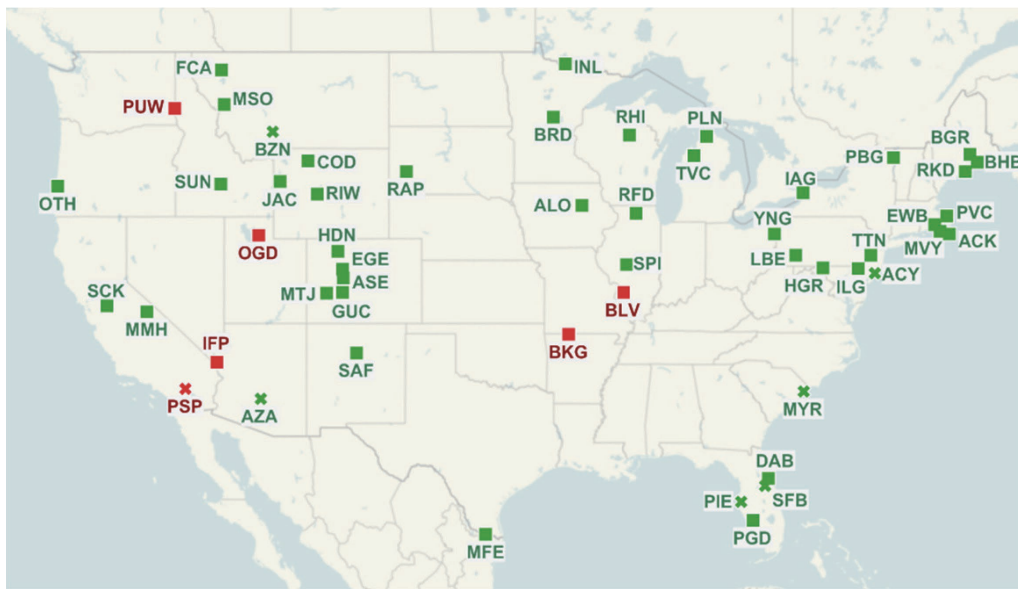 INL
FCA
MSO
PUW
BRD
RHI
PLN
BZN
BGR
COD
PBG
BHB
TVC
RKD
RAP
SUN
JAC
RIW
IAG
OTH
RFD
ALO
PVC
EWB
YNG
ACK
OGD
HDN
MVY
TTN
EGE
LBE
SPI
ACY
ASE
HGR
ILG
SCK
MTJ
GUC
BLV
MMH
IFP
BKG
SAF
PSP
AZA
MYR
DAB
PIE
SFB
PGD
MFE